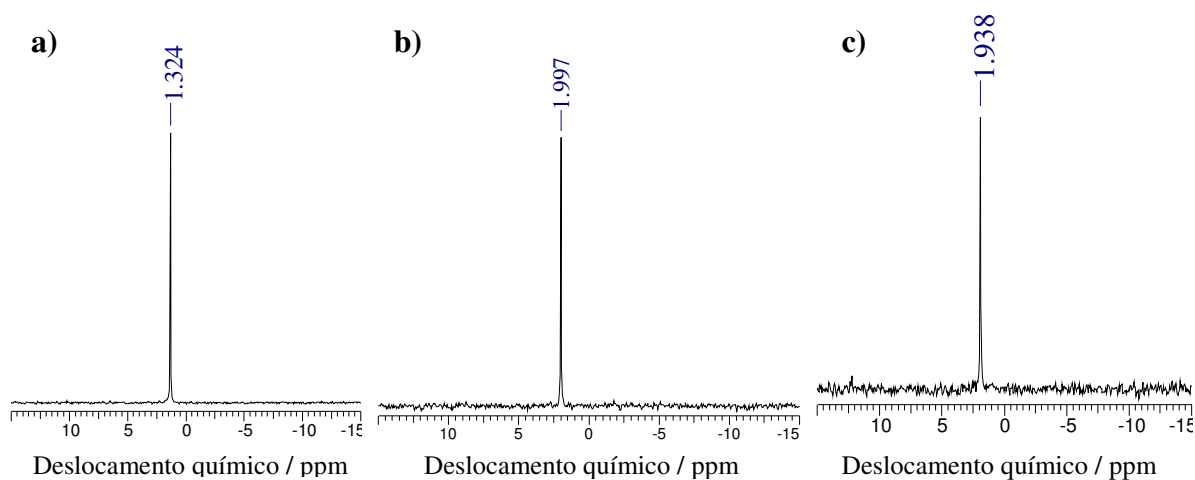 a)
1.324
10 5 0 -5 -10 -15
Deslocamento químico / ppm
b)
1.997
10 5 0 -5 -10 -15
Deslocamento químico / ppm
c)
1.938
10 5 0 -5 -10 -15
Deslocamento químico / ppm